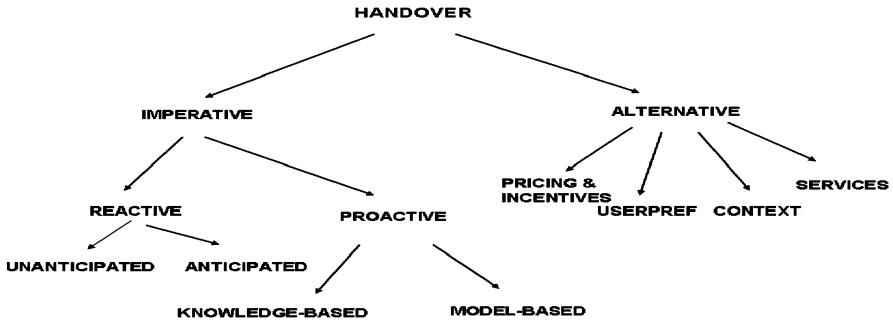 HANDOVER
IMPERATIVE
ALTERNATIVE
PRICING &
INCENTIVES
USERPREF
CONTEXT
SERVICES
REACTIVE
PROACTIVE
UNANTICIPATED
ANTICIPATED
KNOWLEDGE-BASED
MODEL-BASED